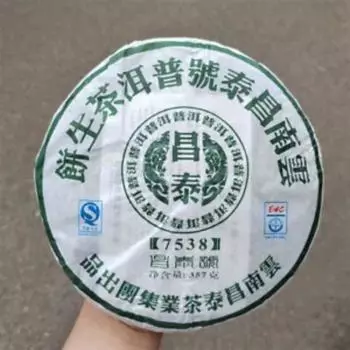 雲南昌泰號普洱茶生餅
昌
泰
【7538】
昌泰號
净含量: 357克
雲南昌泰茶業集團出品